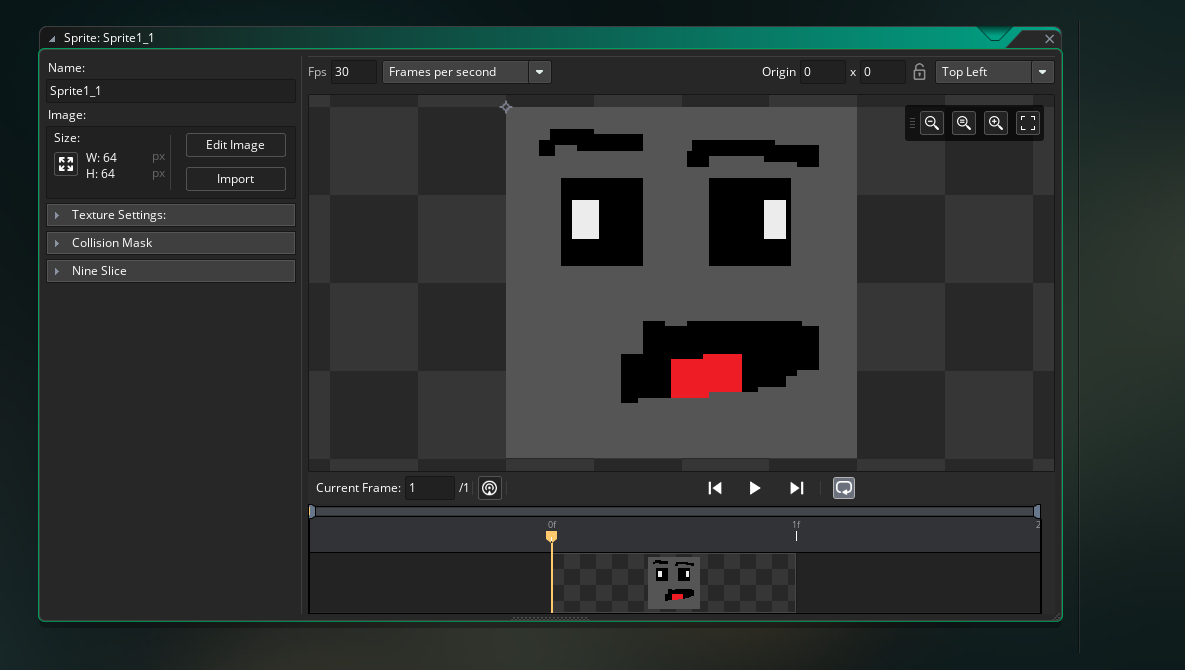 Sprite: Sprite1_1
Name:
Sprite1_1
Image:
Size:
W: 64 px
H: 64 px
Edit Image
Import
Texture Settings:
Collision Mask
Nine Slice
Fps 30 Frames per second Origin 0 x 0 Top Left
Current Frame: 1 /1
0f 1f 2